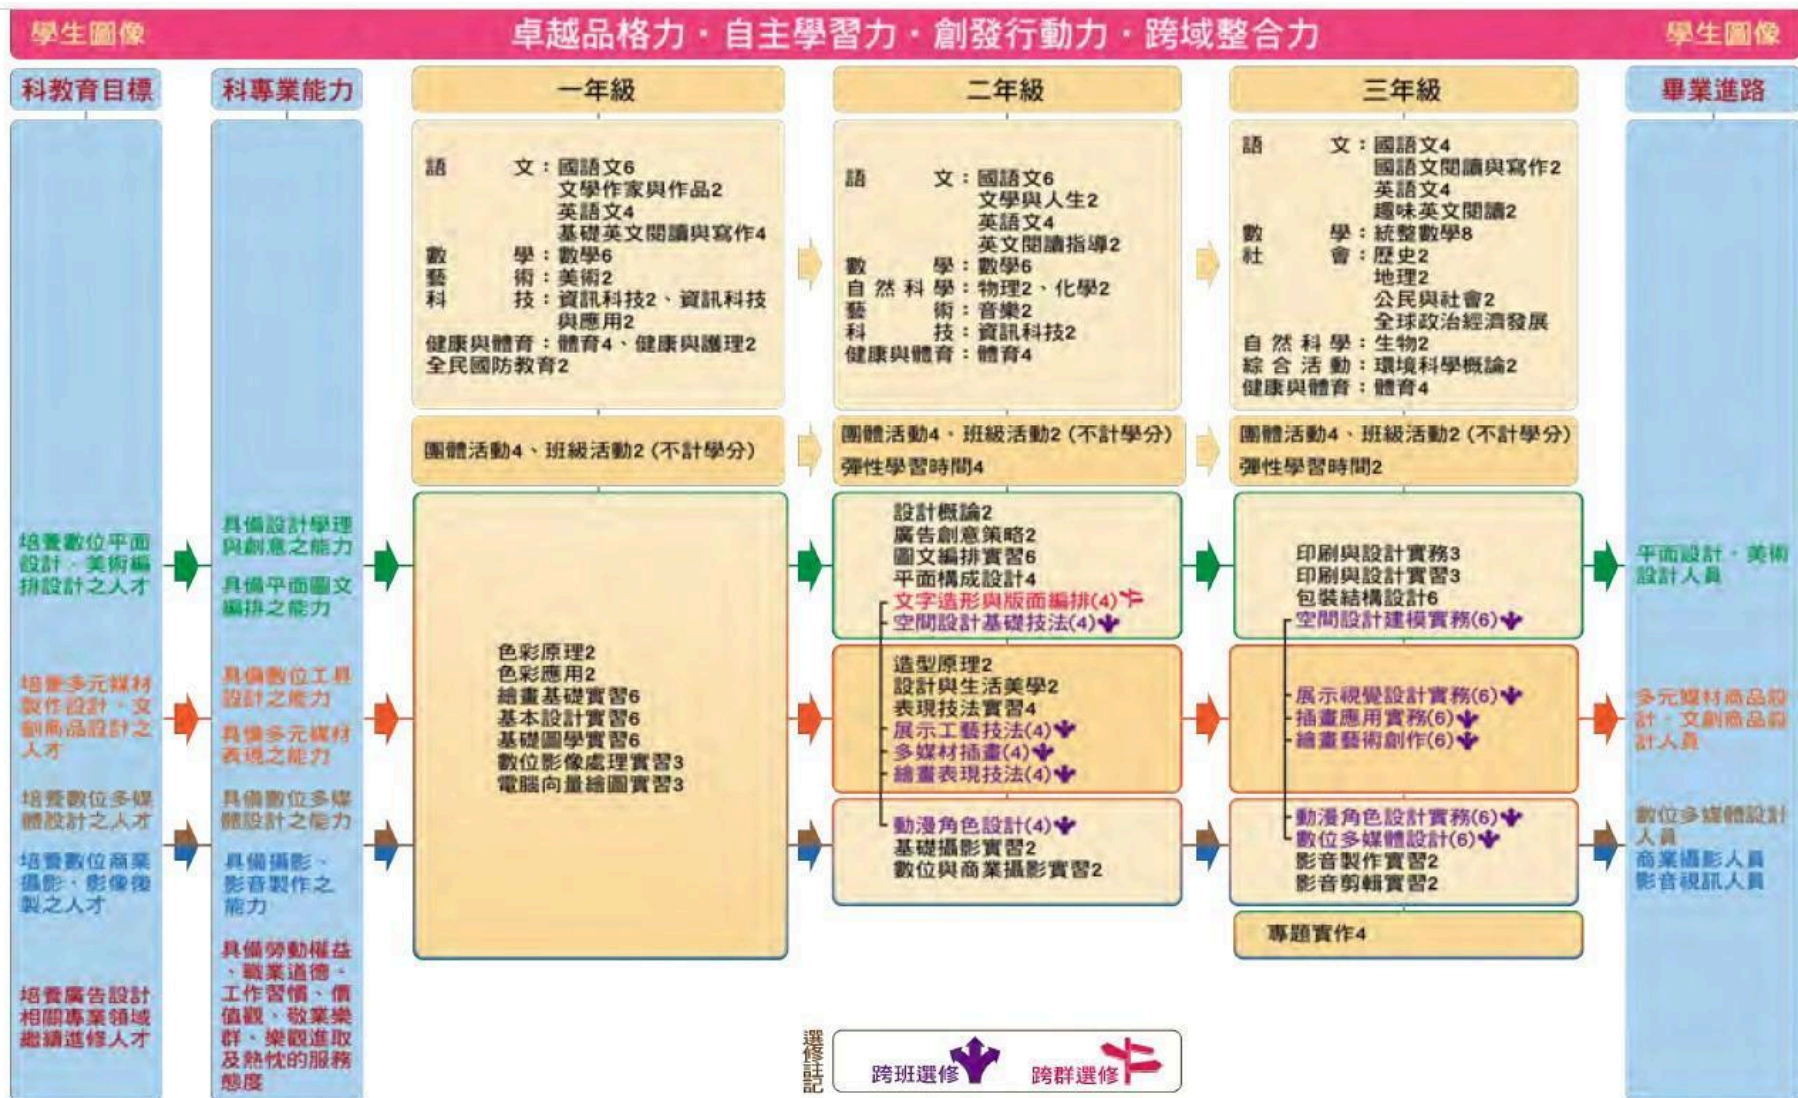 學生圖像
卓越品格力・自主學習力・創發行動力・跨域整合力
學生圖像
科教育目標
培養數位平面
設計、美術編
排設計之人才
培養多元媒材
製作設計、文
創商品設計之
人才
培養數位多媒
體設計之人才
培養數位商業
攝影、影像後
製之人才
培養廣告設計
相關專業領域
繼續進修人才
科專業能力
具備設計學理
與創意之能力
具備平面圖文
編排之能力
具備數位工具
設計之能力
具備多元媒材
表現之能力
具備數位多媒
體設計之能力
具備攝影、
影音製作之
能力
具備勞動權益
、職業道德、
工作習慣、價
值觀、敬業樂
群、樂觀進取
及熱忱的服務
態度
一年級
語文：國語文6
文學作家與作品2
英語文4
基礎英文閱讀與寫作4
數學：數學6
藝術：美術2
科技：資訊科技2、資訊科技
與應用2
健康與體育：體育4、健康與護理2
全民國防教育2
團體活動4、班級活動2 (不計學分)
色彩原理2
色彩應用2
繪畫基礎實習6
基本設計實習6
基礎圖學實習6
數位影像處理實習3
電腦向量繪圖實習3
二年級
語文：國語文6
文學與人生2
英語文4
英文閱讀指導2
數學：數學6
自然科學：物理2、化學2
藝術：音樂2
科技：資訊科技2
健康與體育：體育4
團體活動4、班級活動2 (不計學分)
彈性學習時間4
設計概論2
廣告創意策略2
圖文編排實習6
平面構成設計4
文字造形與版面編排(4)
空間設計基礎技法(4)
造型原理2
設計與生活美學2
表現技法實習4
展示工藝技法(4)
多媒材插畫(4)
繪畫表現技法(4)
動漫角色設計(4)
基礎攝影實習2
數位與商業攝影實習2
三年級
語文：國語文4
國語文閱讀與寫作2
英語文4
趣味英文閱讀2
數學：統整數學8
社會：歷史2
地理2
公民與社會2
全球政治經濟發展
自然科學：生物2
綜合活動：環境科學概論2
健康與體育：體育4
團體活動4、班級活動2 (不計學分)
彈性學習時間2
印刷與設計實務3
印刷與設計實習3
包裝結構設計6
空間設計建模實務(6)
展示視覺設計實務(6)
插畫應用實務(6)
繪畫藝術創作(6)
動漫角色設計實務(6)
數位多媒體設計(6)
影音製作實習2
影音剪輯實習2
專題實作4
畢業進路
平面設計、美術
設計人員
多元媒材商品設
計、文創商品設
計人員
數位多媒體設計
人員
商業攝影人員
影音視訊人員
選修註記
跨班選修
跨群選修